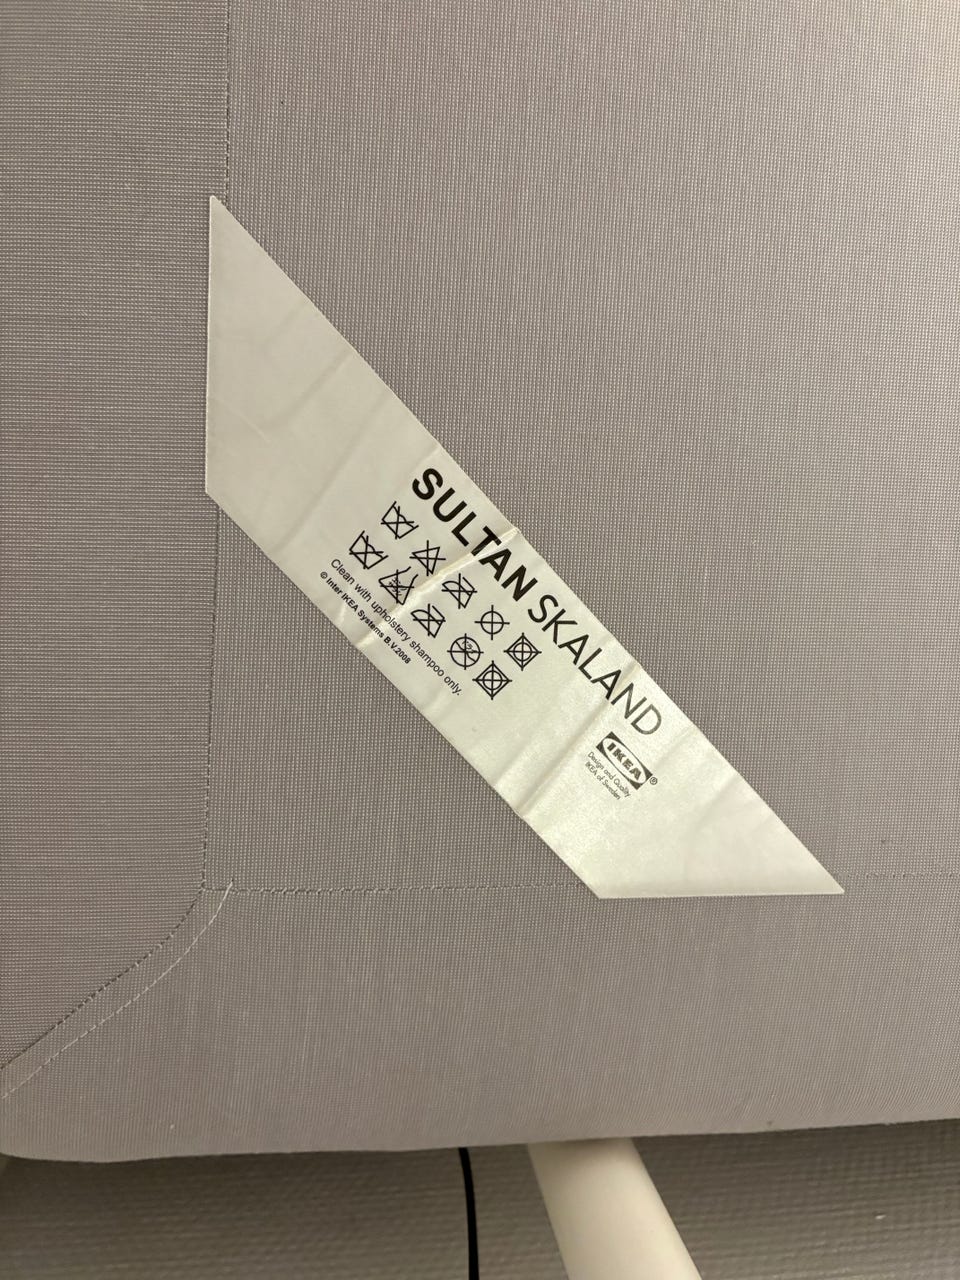 SULTAN SKALAND
Clean with upholstery shampoo only.
© Inter IKEA Systems B.V.2008
IKEA®
Design and Quality
IKEA of Sweden